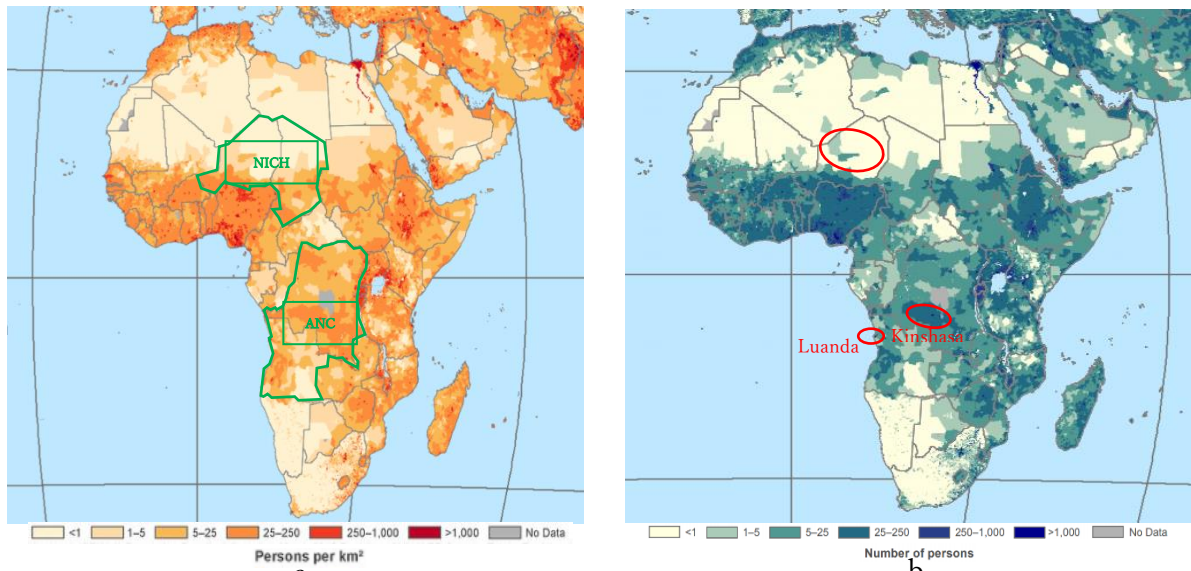 NICH
ANC
<1 1–5 5–25 25–250 250–1,000 >1,000 No Data
Persons per km²
a
Luanda Kinshasa
<1 1–5 5–25 25–250 250–1,000 >1,000 No Data
Number of persons
b